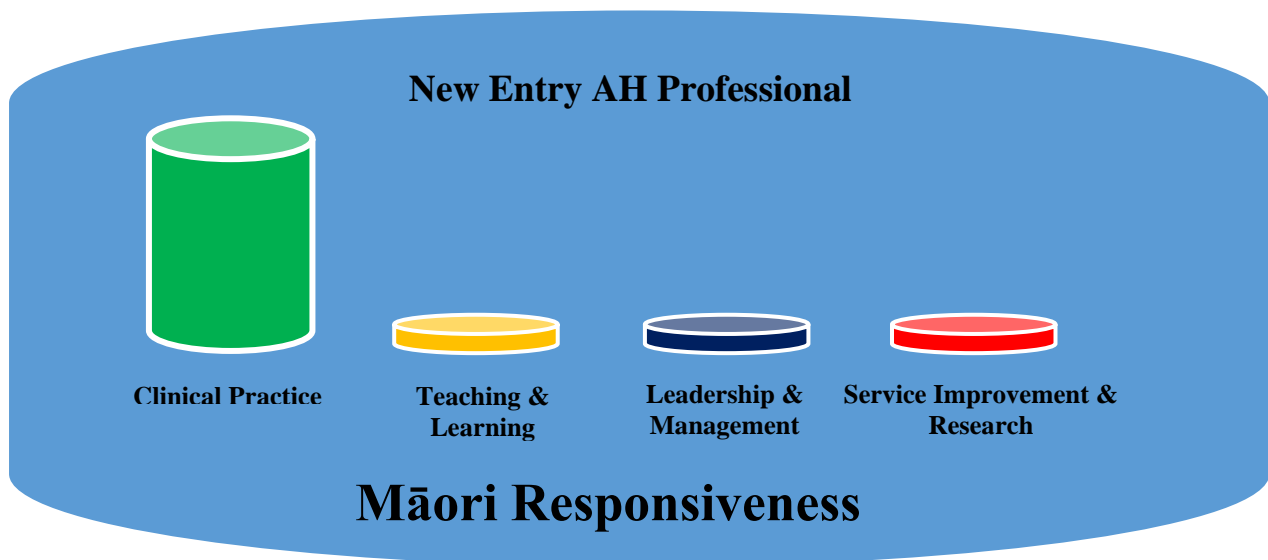 New Entry AH Professional
Clinical Practice
Teaching &
Learning
Leadership &
Management
Service Improvement &
Research
Māori Responsiveness